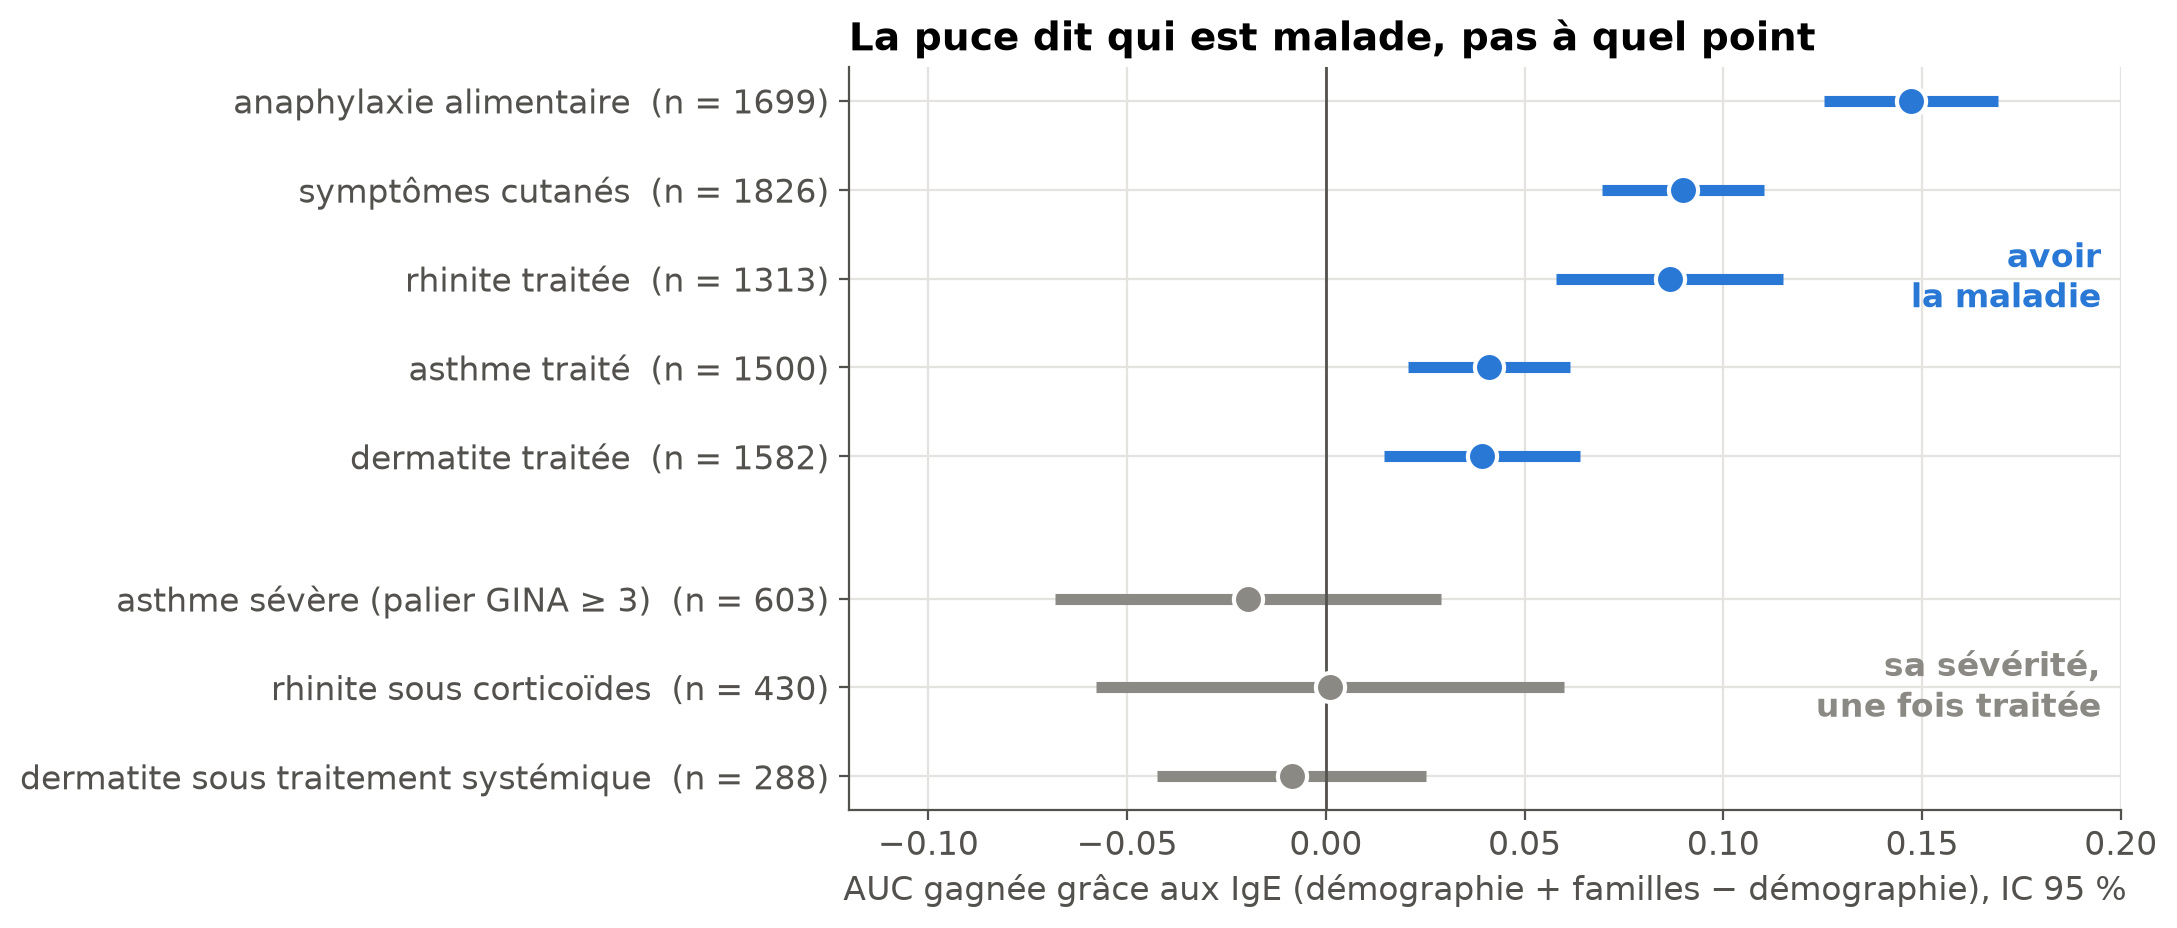 La puce dit qui est malade, pas à quel point
anaphylaxie alimentaire (n = 1699)
symptômes cutanés (n = 1826)
rhinite traitée (n = 1313)
avoir
la maladie
asthme traité (n = 1500)
dermatite traitée (n = 1582)
asthme sévère (palier GINA ≥ 3) (n = 603)
rhinite sous corticoïdes (n = 430)
sa sévérité,
une fois traitée
dermatite sous traitement systémique (n = 288)
−0.10 −0.05 0.00 0.05 0.10 0.15 0.20
AUC gagnée grâce aux IgE (démographie + familles − démographie), IC 95 %